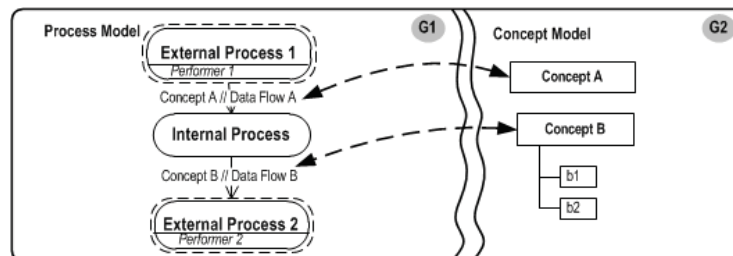 Process Model
G1
External Process 1
Performer 1
Concept A // Data Flow A
Internal Process
Concept B // Data Flow B
External Process 2
Performer 2
Concept Model
G2
Concept A
Concept B
b1
b2